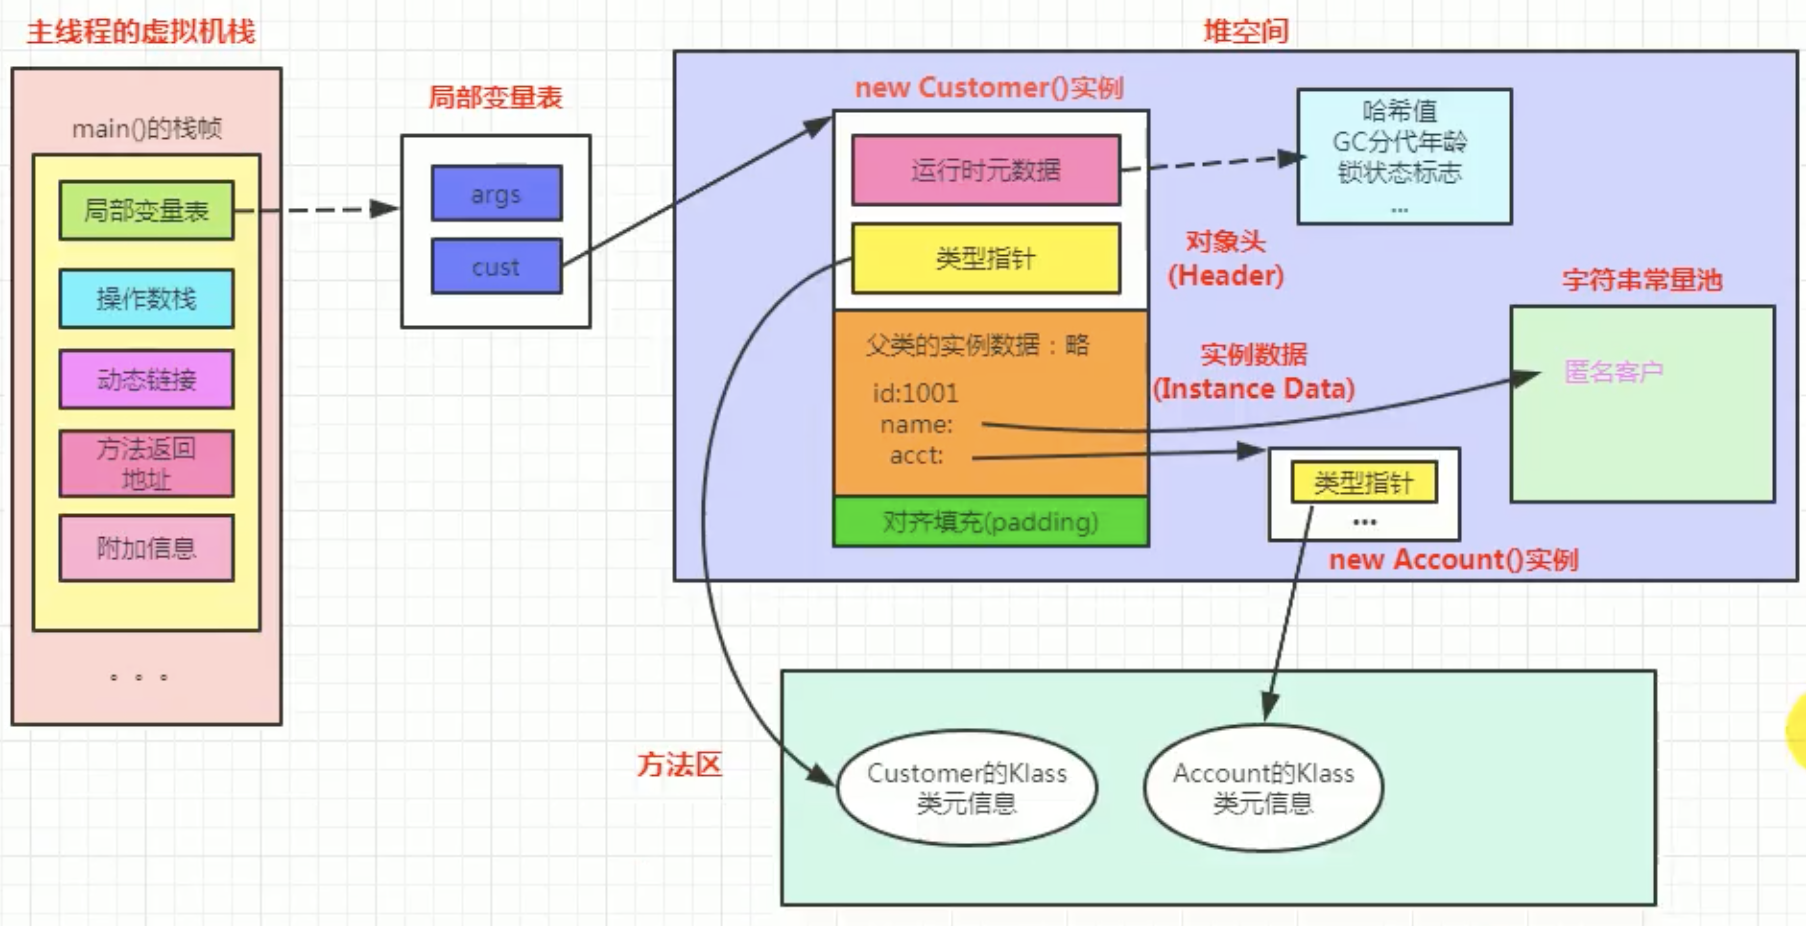 主线程的虚拟机栈
main()的栈帧
局部变量表
操作数栈
动态链接
方法返回
地址
附加信息
。。。
局部变量表
args
cust
堆空间
new Customer()实例
运行时元数据
类型指针
对象头
(Header)
哈希值
GC分代年龄
锁状态标志
...
父类的实例数据：略
id:1001
name:
acct:
实例数据
(Instance Data)
对齐填充(padding)
字符串常量池
匿名客户
类型指针
...
new Account()实例
方法区
Customer的Klass
类元信息
Account的Klass
类元信息